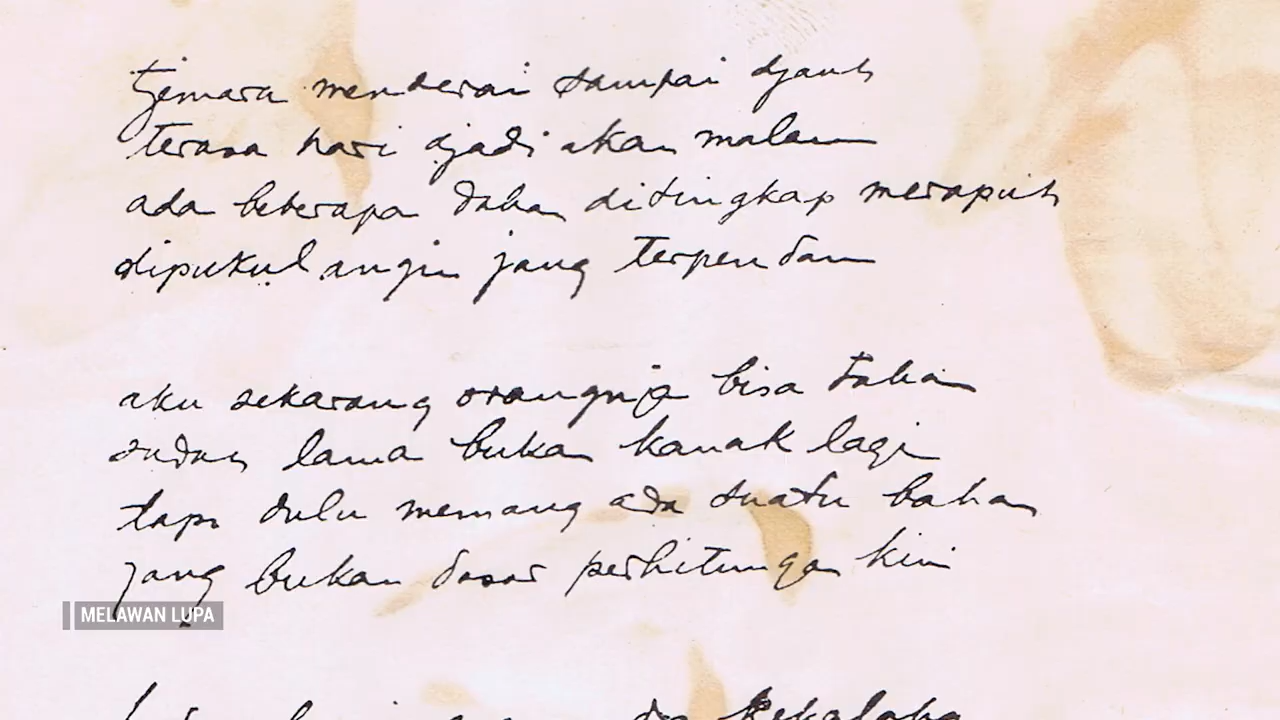 tjemara menderai sampai djauh
terasa hari djadi akan malam
ada beberapa dahan ditingkap merapuh
dipukul angin jang terpendam
aku sekarang orangnja bisa tahan
sudah lama bukan kanak lagi
tapi dulu memang ada suatu bahan
jang bukan dasar perhitungan kini
MELAWAN LUPA